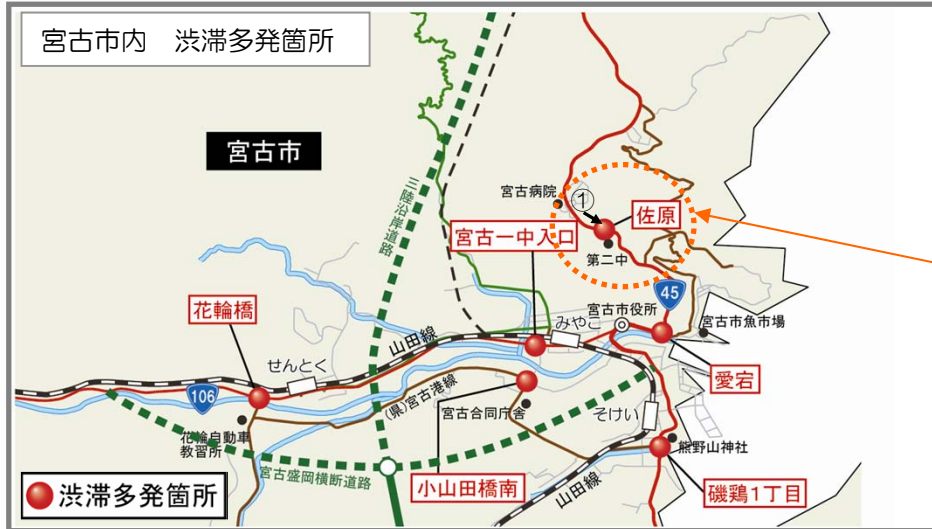 宮古市内 渋滞多発箇所
宮古市
三陸沿岸道路
宮古病院
①
佐原
宮古一中入口
第二中
45
花輪橋
宮古市役所
宮古市魚市場
みやこ
山田線
せんとく
愛宕
106
(県)宮古港線
宮古合同庁舎
そけい
花輪自動車
教習所
熊野山神社
宮古盛岡横断道路
小山田橋南
山田線
磯鶏1丁目
渋滞多発箇所